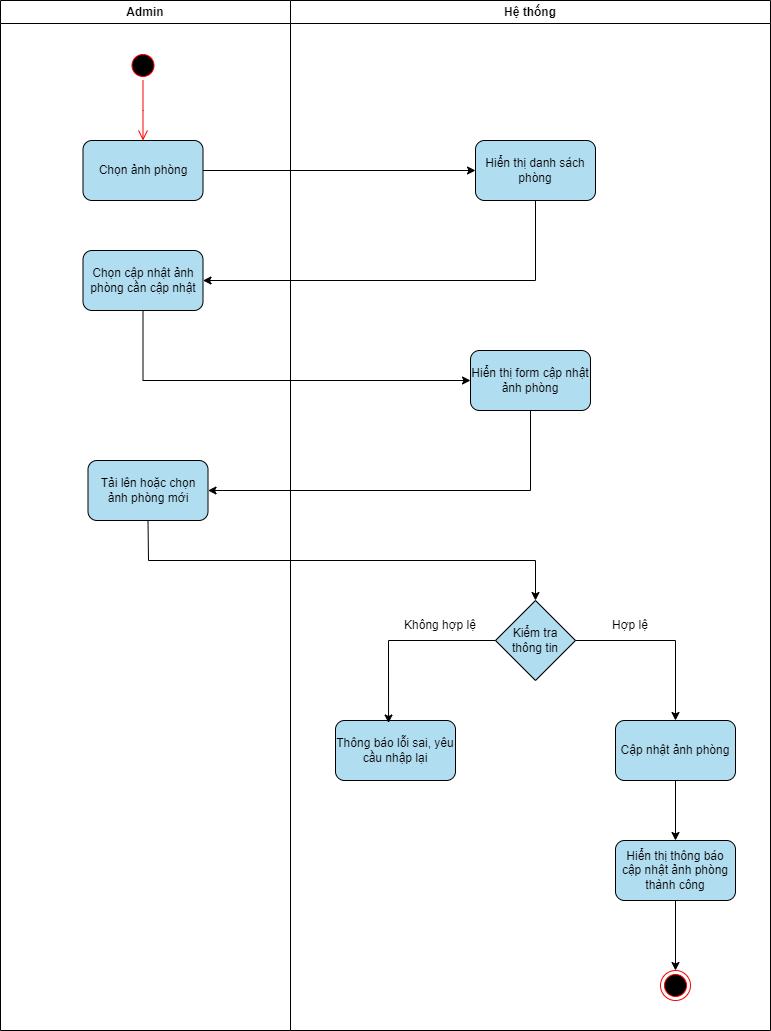 Admin
Hệ thống
Chọn ảnh phòng
Hiển thị danh sách
phòng
Chọn cập nhật ảnh
phòng cần cập nhật
Hiển thị form cập nhật
ảnh phòng
Tải lên hoặc chọn
ảnh phòng mới
Không hợp lệ
Kiểm tra
thông tin
Hợp lệ
Thông báo lỗi sai, yêu
cầu nhập lại
Cập nhật ảnh phòng
Hiển thị thông báo
cập nhật ảnh phòng
thành công